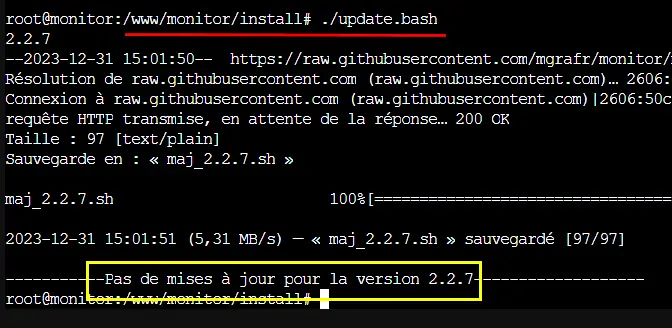 root@monitor:/www/monitor/install# ./update.bash
2.2.7
--2023-12-31 15:01:50-- https://raw.githubusercontent.com/mgrafr/monitor/
Résolution de raw.githubusercontent.com (raw.githubusercontent.com)… 2606:
Connexion à raw.githubusercontent.com (raw.githubusercontent.com)|2606:50c
requête HTTP transmise, en attente de la réponse… 200 OK
Taille : 97 [text/plain]
Sauvegarde en : « maj_2.2.7.sh »
maj_2.2.7.sh 100%[===================================
2023-12-31 15:01:51 (5,31 MB/s) — « maj_2.2.7.sh » sauvegardé [97/97]
-----------Pas de mises à jour pour la version 2.2.7-------------------
root@monitor:/www/monitor/install#